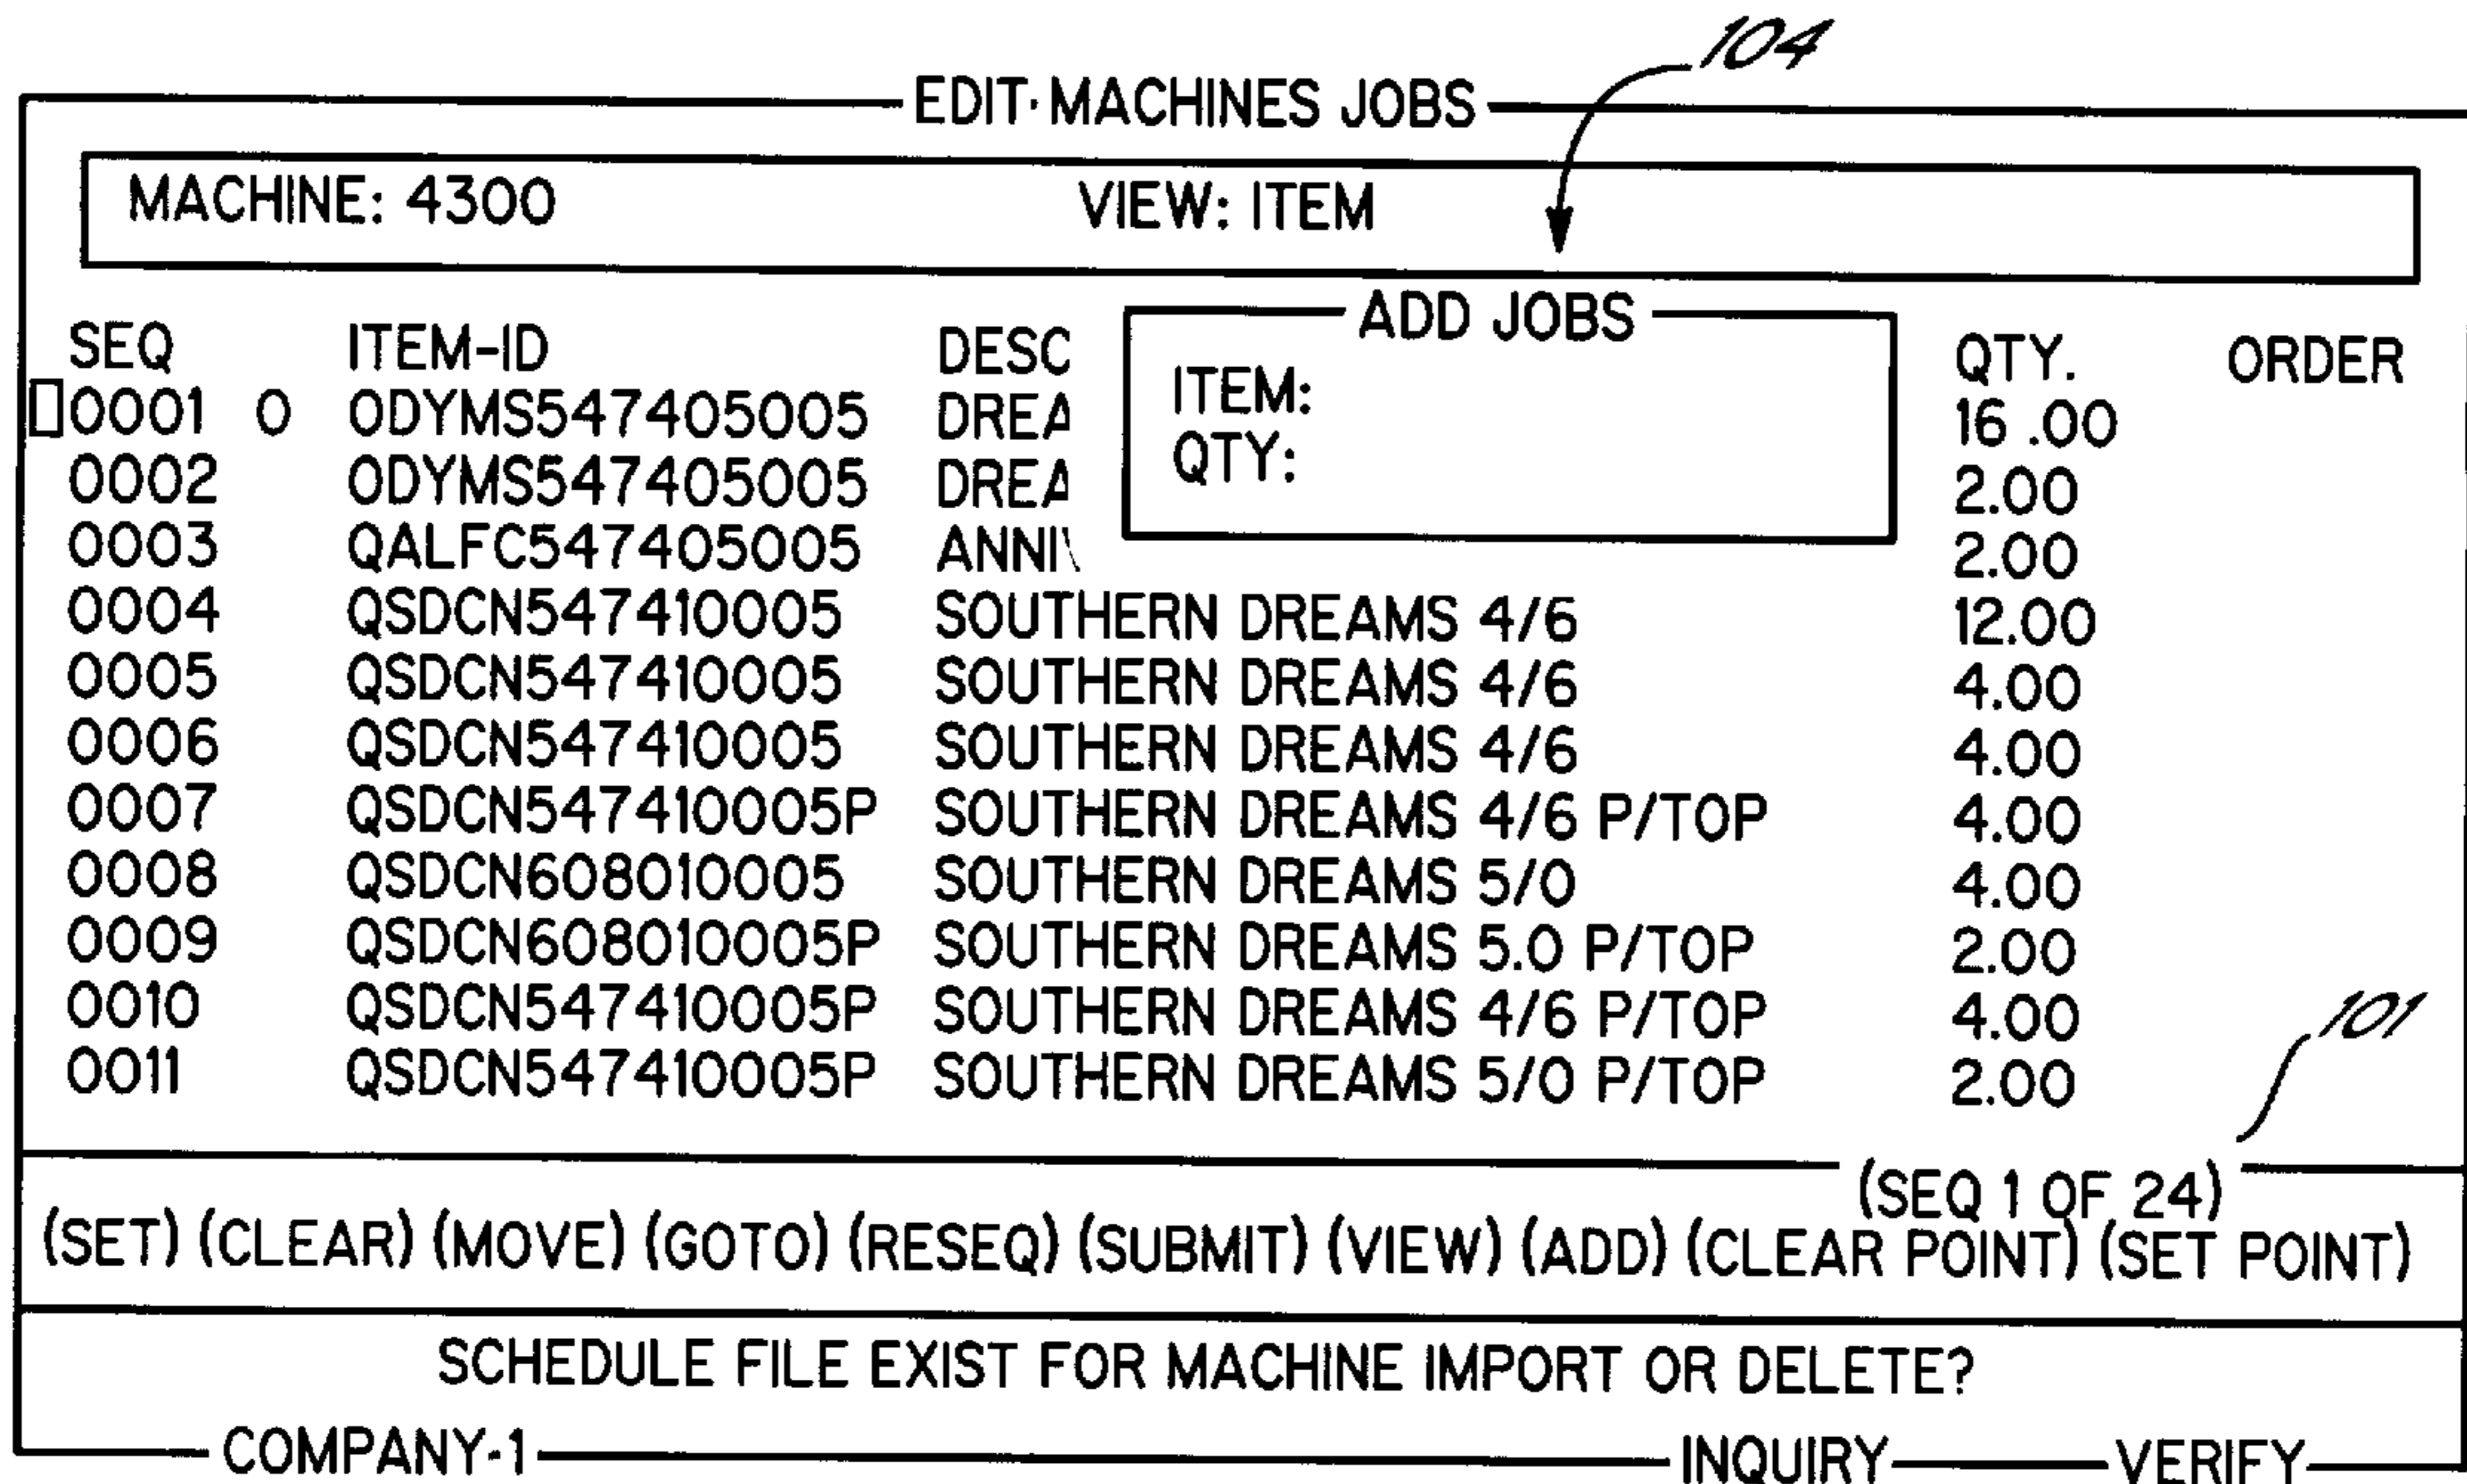 104
EDIT· MACHINES JOBS
MACHINE: 4300 VIEW: ITEM
ADD JOBS
ITEM:
QTY:
SEQ ITEM-ID DESC QTY. ORDER
0001 O ODYMS547405005 DREA 16 .00
0002 ODYMS547405005 DREA 2.00
0003 QALFC547405005 ANNI 2.00
0004 QSDCN547410005 SOUTHERN DREAMS 4/6 12.00
0005 QSDCN547410005 SOUTHERN DREAMS 4/6 4.00
0006 QSDCN547410005 SOUTHERN DREAMS 4/6 4.00
0007 QSDCN547410005P SOUTHERN DREAMS 4/6 P/TOP 4.00
0008 QSDCN608010005 SOUTHERN DREAMS 5/0 4.00
0009 QSDCN608010005P SOUTHERN DREAMS 5.0 P/TOP 2.00
0010 QSDCN547410005P SOUTHERN DREAMS 4/6 P/TOP 4.00
0011 QSDCN547410005P SOUTHERN DREAMS 5/0 P/TOP 2.00
101
(SEQ 1 OF 24)
(SET) (CLEAR) (MOVE) (GOTO) (RESEQ) (SUBMIT) (VIEW) (ADD) (CLEAR POINT) (SET POINT)
SCHEDULE FILE EXIST FOR MACHINE IMPORT OR DELETE?
COMPANY-1 INQUIRY VERIFY